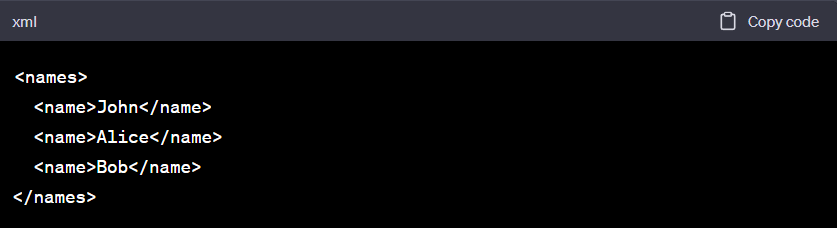 xml Copy code
<names>
  <name>John</name>
  <name>Alice</name>
  <name>Bob</name>
</names>